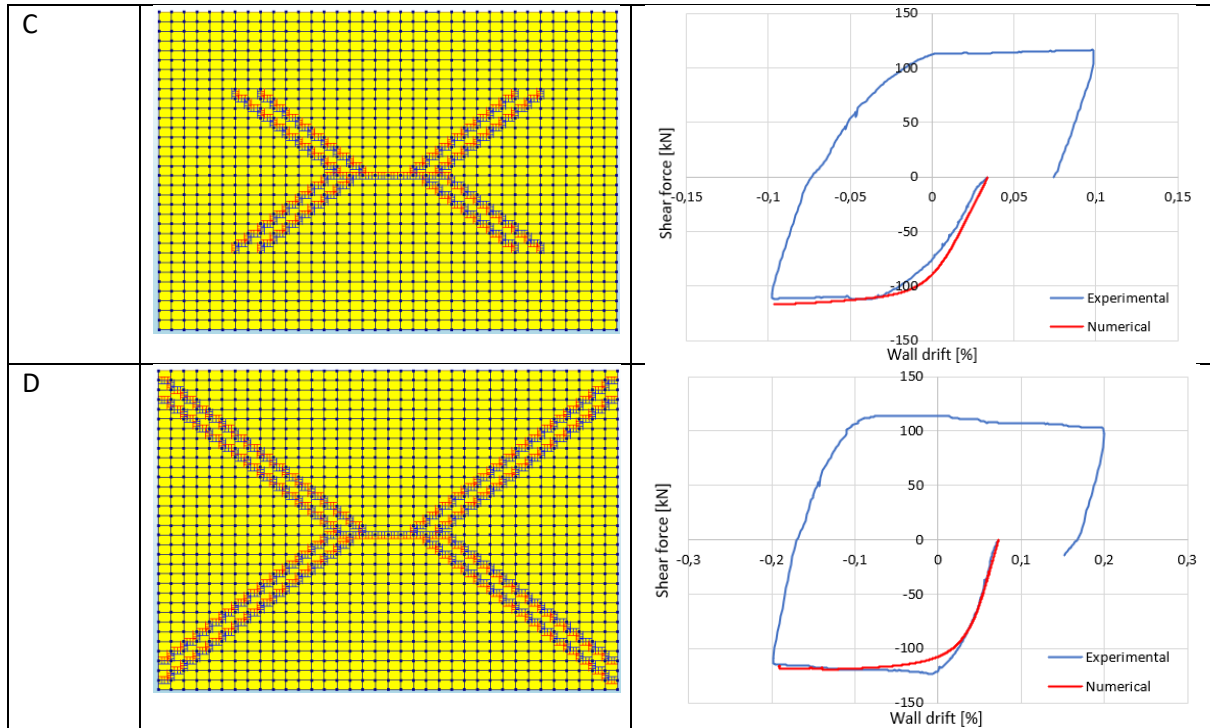 C
150
100
50
0
-50
-100
-150
-0,15
-0,1
-0,05
0
0,05
0,1
0,15
Shear force [kN]
Wall drift [%]
Experimental
Numerical
D
150
100
50
0
-50
-100
-150
-0,3
-0,2
-0,1
0
0,1
0,2
0,3
Shear force [kN]
Wall drift [%]
Experimental
Numerical